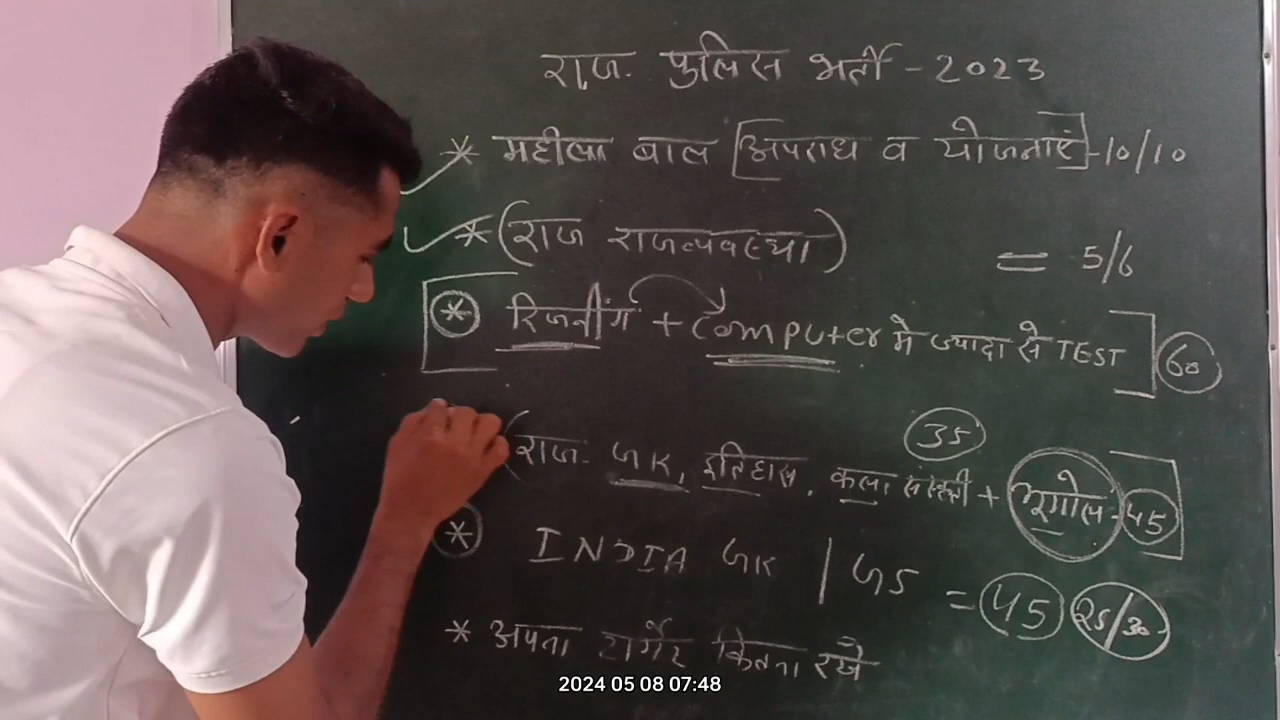 राज. पुलिस भर्ती - 2023
* महीला बाल [अपराध व योजनाएं] - 10/10
* (राज राजव्यवस्था) = 5/6
* रिजनींग + Computer मे ज्यादा से TEST] 60
35
(राज- GK, इतिहास, कला संस्कृती + भूगोल - 45]
* INDIA GK | GS = 45 25/30
* अपना टार्गेट कितना रखे
2024 05 08 07:48